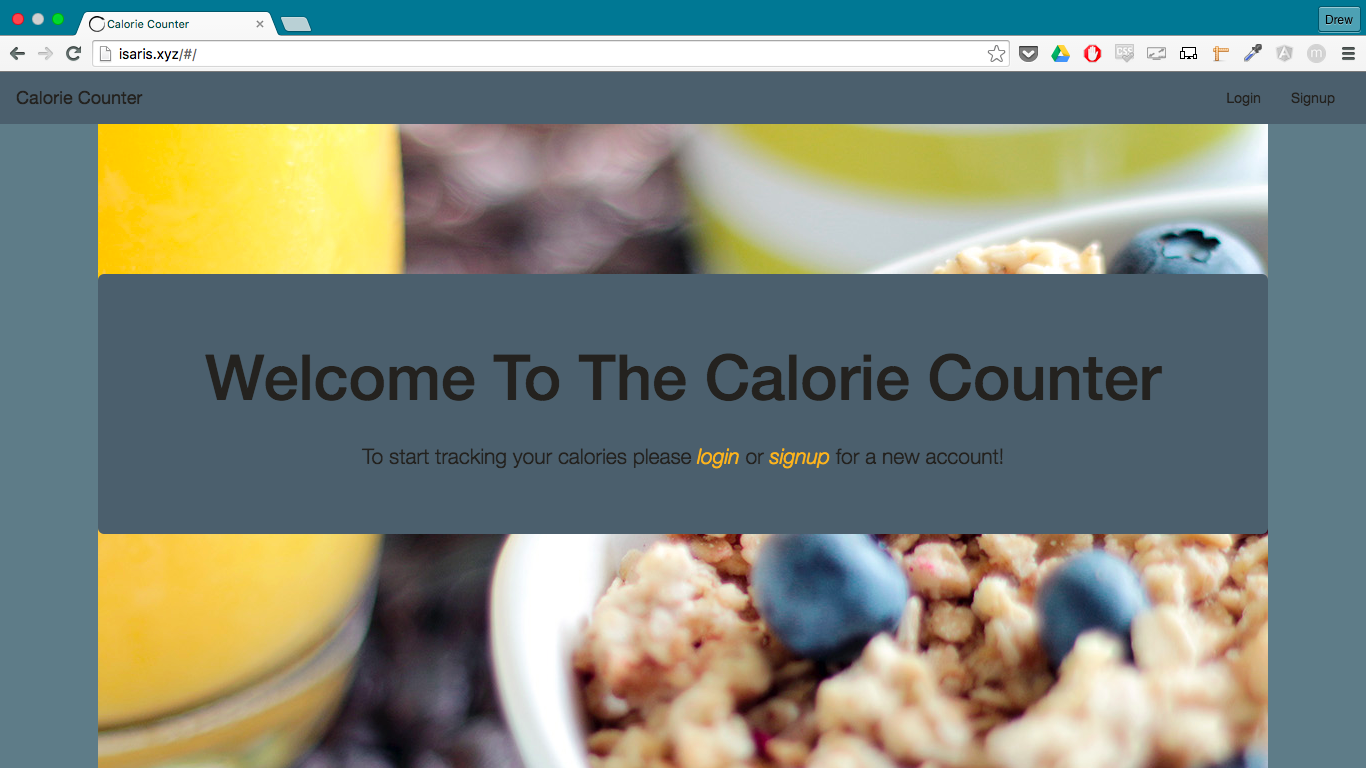 Calorie Counter
Drew
isaris.xyz/#/
Calorie Counter
Login
Signup
Welcome To The Calorie Counter
To start tracking your calories please login or signup for a new account!